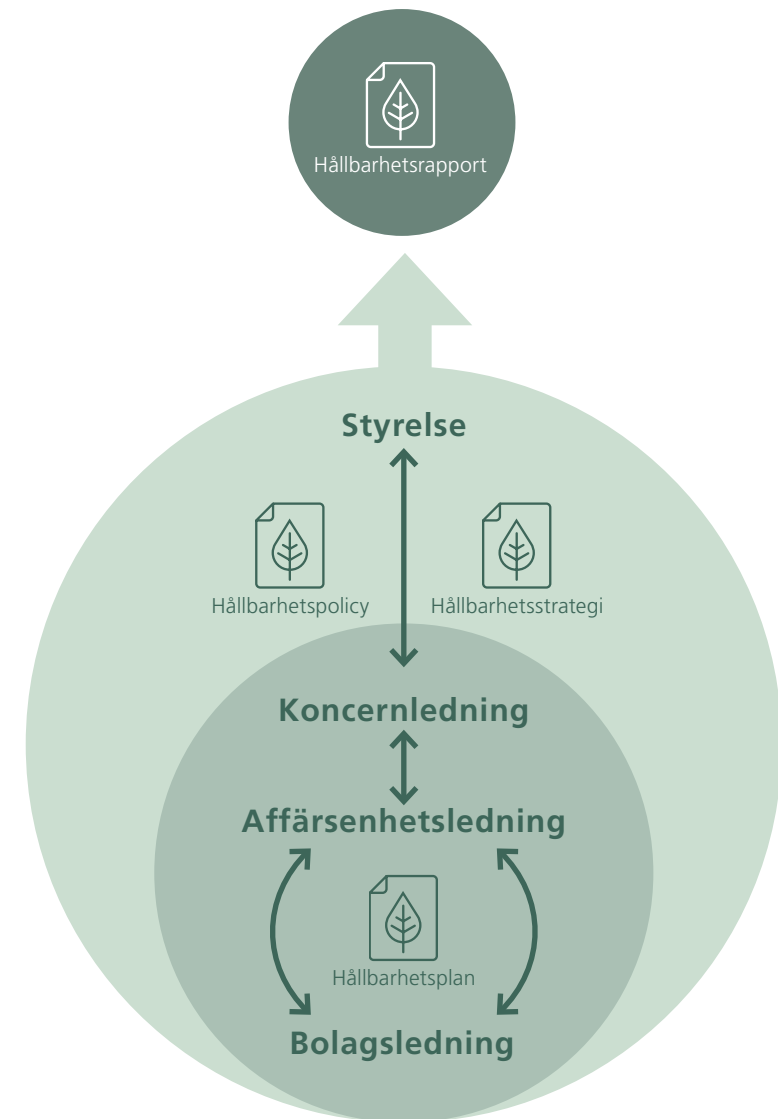 Hållbarhetsrapport
Styrelse
Hållbarhetspolicy
Hållbarhetsstrategi
Koncernledning
Affärsenhetsledning
Hållbarhetsplan
Bolagsledning